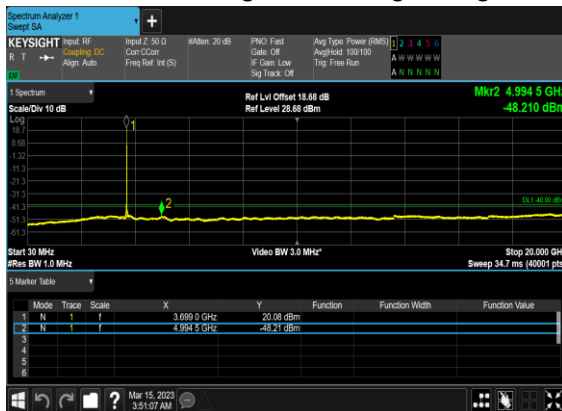 Spectrum Analyzer 1
Swept SA
+
KEYSIGHT Input: RF Input Z: 50 Ω #Atten: 20 dB PNO: Fast Avg Type: Power (RMS) 1 2 3 4 5 6
R T Coupling: DC Corr CCorr Gate: Off Avg|Hold: 100/100 A W W W W W
Align: Auto Freq Ref: Int (S) IF Gain: Low Trig: Free Run
Sig Track: Off A N N N N N
1 Spectrum Ref Lvl Offset 18.68 dB Mkr2 4.994 5 GHz
Scale/Div 10 dB Ref Level 28.68 dBm -48.210 dBm
Log
18.7
8.68
-1.32
-11.3
-21.3
-31.3
-41.3
-51.3
-61.3
1
2
DL1 -40.00 dBm
Start 30 MHz Video BW 3.0 MHz* Stop 20.000 GHz
#Res BW 1.0 MHz Sweep 34.7 ms (40001 pts)
5 Marker Table
Mode Trace Scale X Y Function Function Width Function Value
1 N 1 f 3.699 0 GHz 20.08 dBm
2 N 1 f 4.994 5 GHz -48.21 dBm
3
4
5
6
? Mar 15, 2023
3:51:07 AM